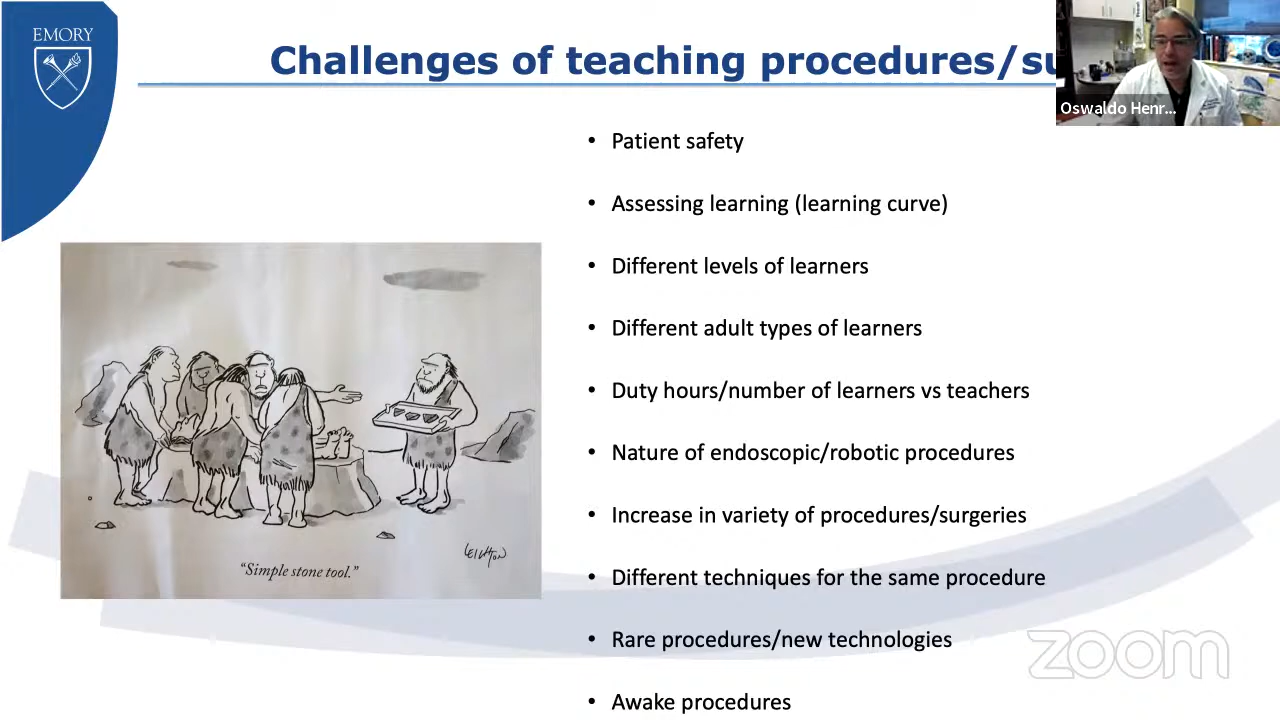 EMORY
Challenges of teaching procedures/su
Oswaldo Henr...
• Patient safety
• Assessing learning (learning curve)
• Different levels of learners
• Different adult types of learners
• Duty hours/number of learners vs teachers
• Nature of endoscopic/robotic procedures
• Increase in variety of procedures/surgeries
• Different techniques for the same procedure
• Rare procedures/new technologies
• Awake procedures
LEIGHTON
“Simple stone tool.”
zoom